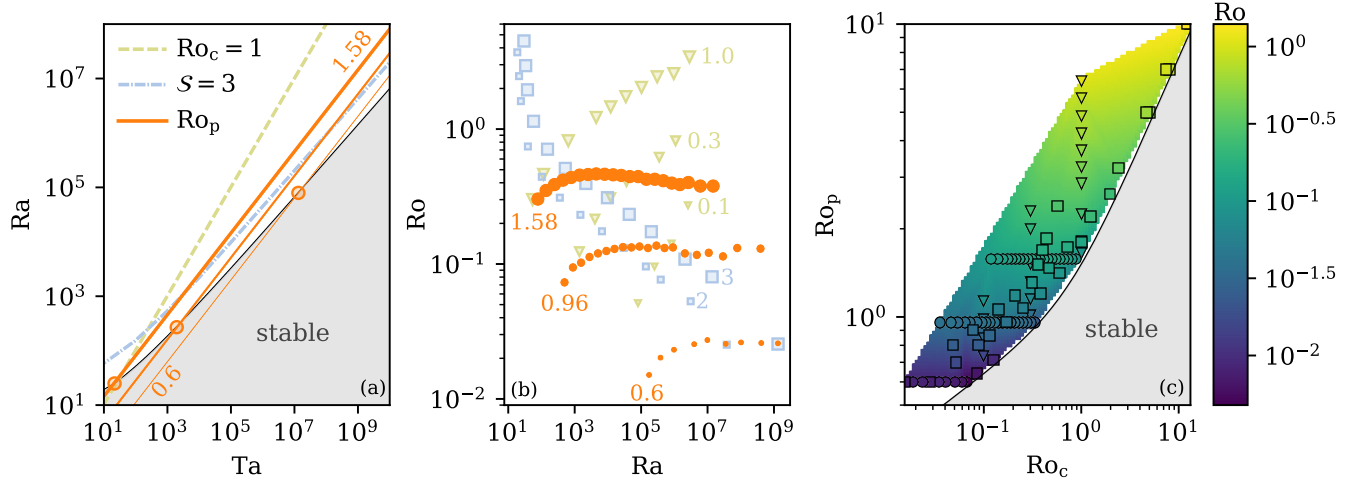 Ro_c = 1
S = 3
Ro_p
1.58
0.6
stable
(a)
10^1
10^3
10^5
10^7
Ra
10^1
10^3
10^5
10^7
10^9
Ta
1.0
0.3
0.1
1.58
0.96
0.6
3
2
(b)
10^0
10^-1
10^-2
Ro
10^1
10^3
10^5
10^7
10^9
Ra
10^1
10^0
Ro_p
stable
(c)
10^-1
10^0
10^1
Ro_c
Ro
10^0
10^-0.5
10^-1
10^-1.5
10^-2